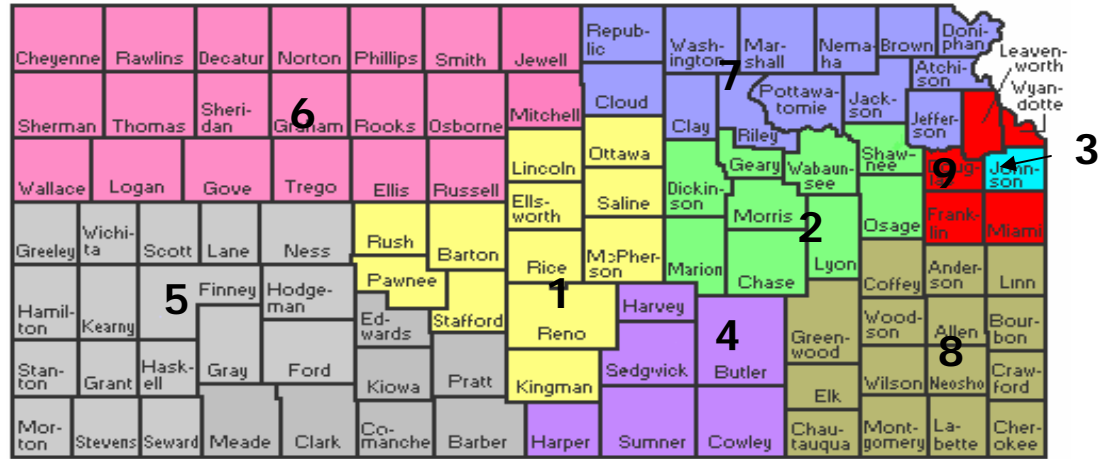 Cheyenne
Rawlins
Decatur
Norton
Phillips
Smith
Jewell
Repub-
lic
Wash-
ington
Mar-
shall
Nema-
ha
Brown
Doni-
phan
Leaven-
worth
Wyan-
dotte
Atchi-
son
7
Sherman
Thomas
Sheri-
dan
Graham
6
Rooks
Osborne
Mitchell
Cloud
Clay
Riley
Pottawa-
tomie
Jack-
son
Jeffer-
son
3
Wallace
Logan
Gove
Trego
Ellis
Russell
Lincoln
Ottawa
Dickin-
son
Geary
Wabaun-
see
Shaw-
nee
Doug-
9
John-
son
Ells-
worth
Saline
Morris
2
Osage
Frank-
lin
Miami
Greeley
Wichi-
ta
Scott
Lane
Ness
Rush
Barton
Rice
McPher-
son
Marion
Chase
Lyon
Coffey
Ander-
son
Linn
Hamil-
ton
Kearny
5
Finney
Hodge-
man
Pawnee
Ed-
wards
Stafford
1
Reno
Harvey
4
Butler
Green-
wood
Wood-
son
Allen
8
Bour-
bon
Stan-
ton
Grant
Hask-
ell
Gray
Ford
Kiowa
Pratt
Kingman
Sedgwick
Elk
Wilson
Neosho
Craw-
ford
Mor-
ton
Stevens
Seward
Meade
Clark
Co-
manche
Barber
Harper
Sumner
Cowley
Chau-
tauqua
Mont-
gomery
La-
bette
Cher-
okee